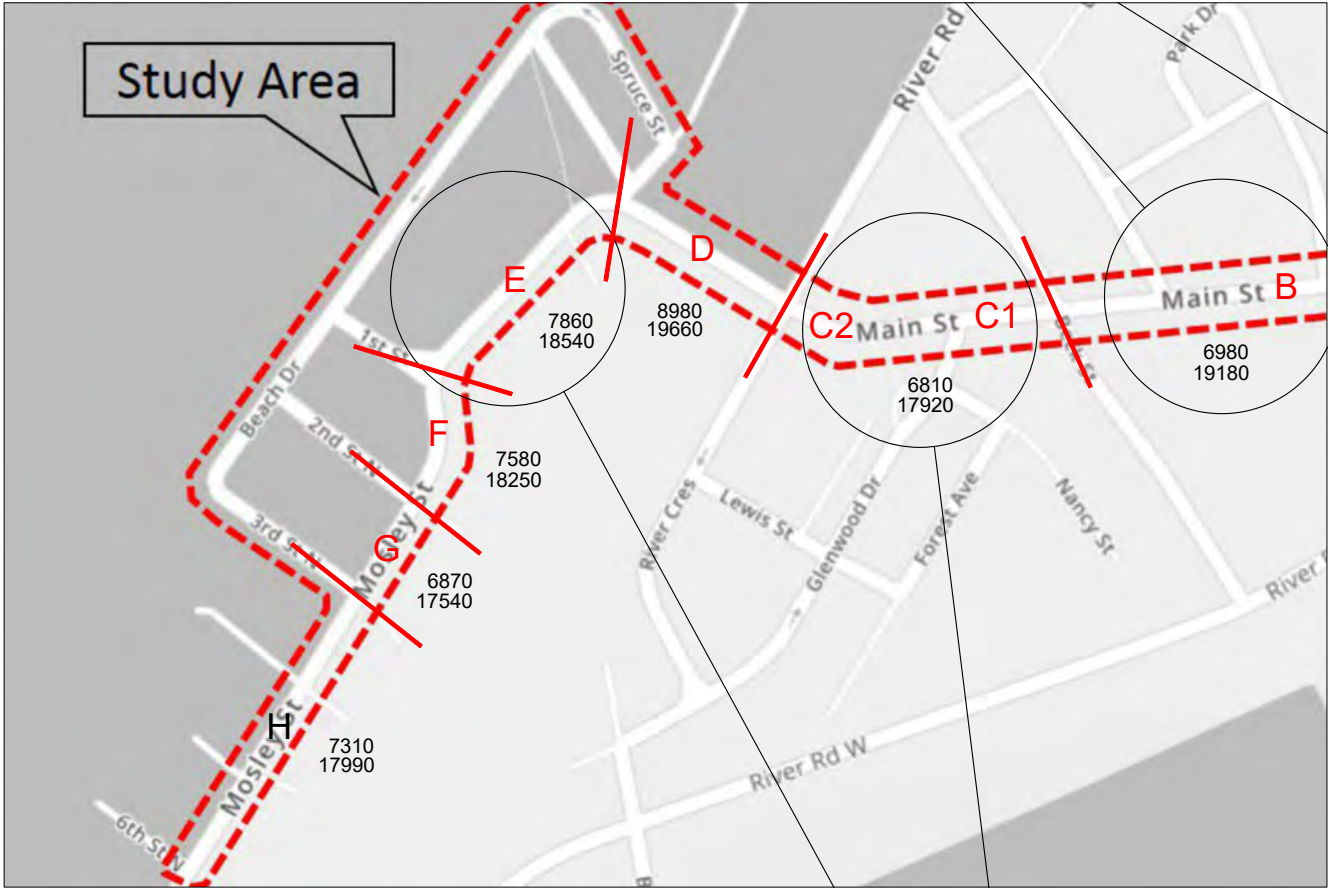 Study Area
Spruce St
River Rd
Park Dr
D
E
C2
Main St
C1
Main St
B
7860
18540
8980
19660
6980
19180
1st St
Beach Dr
6810
17920
F
2nd St N
7580
18250
3rd St N
Mosley St
G
6870
17540
River Cres
Lewis St
Glenwood Dr
Forest Ave
Nancy St
River
H
Mosley St
7310
17990
River Rd W
6th St N